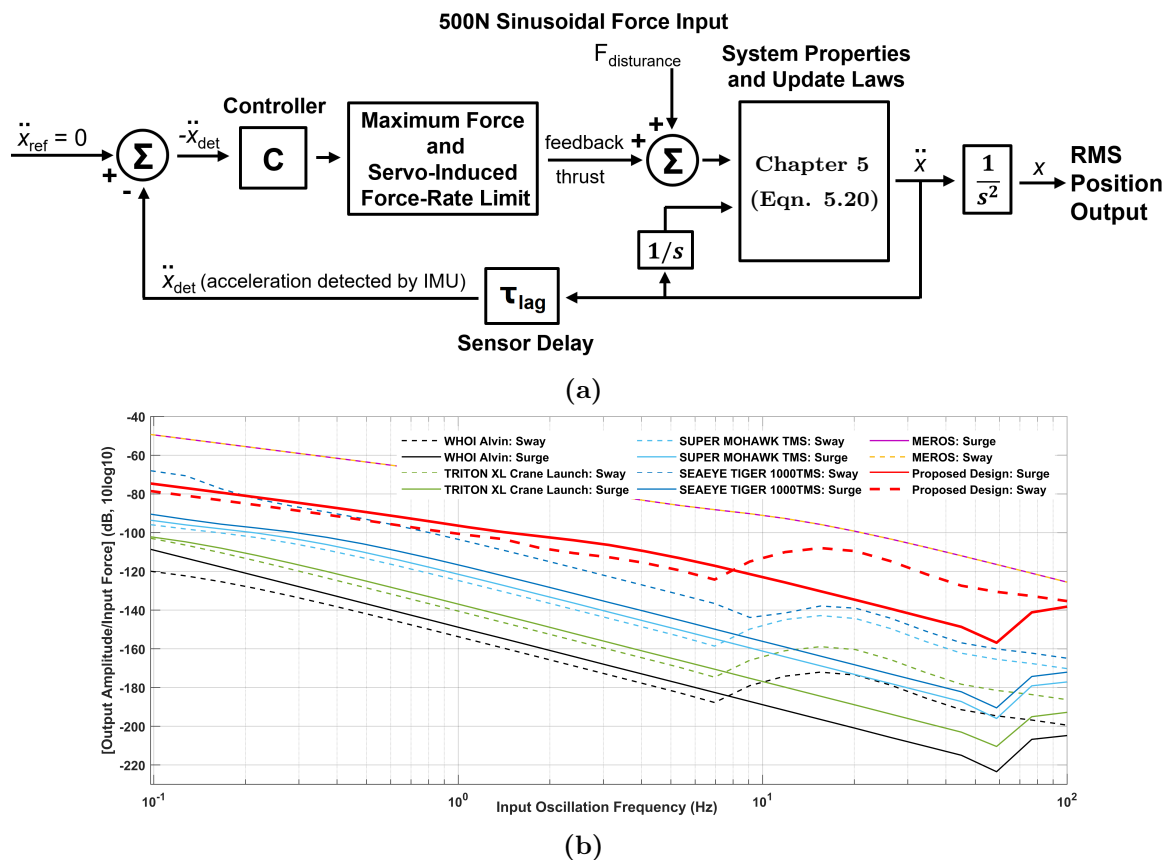 500N Sinusoidal Force Input
F disturance
System Properties
and Update Laws
Controller
ẍ ref = 0
+
-
Σ
-ẍ det
C
Maximum Force
and
Servo-Induced
Force-Rate Limit
feedback
thrust
+
+
Σ
Chapter 5
(Eqn. 5.20)
ẍ
1
s²
x
RMS
Position
Output
1/s
ẍ det (acceleration detected by IMU)
τ lag
Sensor Delay
(a)
[Output Amplitude/Input Force] (dB, 10log10)
-40
-60
-80
-100
-120
-140
-160
-180
-200
-220
WHOI Alvin: Sway
WHOI Alvin: Surge
TRITON XL Crane Launch: Sway
TRITON XL Crane Launch: Surge
SUPER MOHAWK TMS: Sway
SUPER MOHAWK TMS: Surge
SEAEYE TIGER 1000TMS: Sway
SEAEYE TIGER 1000TMS: Surge
MEROS: Surge
MEROS: Sway
Proposed Design: Surge
Proposed Design: Sway
10⁻¹
10⁰
10¹
10²
Input Oscillation Frequency (Hz)
(b)